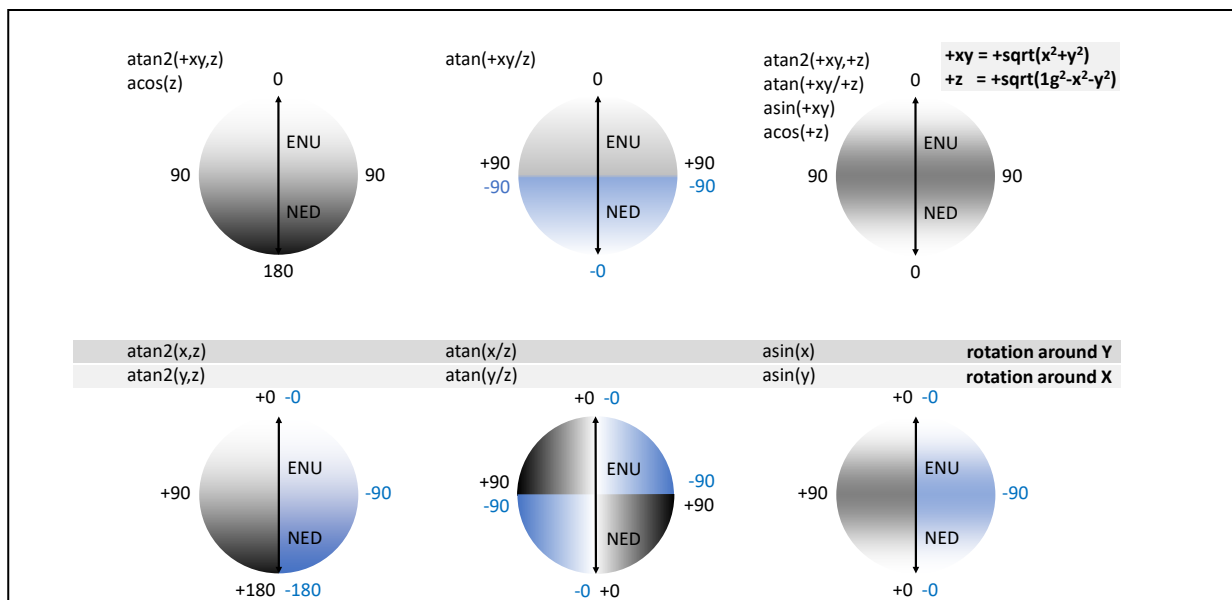 atan2(+xy,z)
acos(z)
0
ENU
90
90
NED
180
atan(+xy/z)
0
ENU
+90
+90
-90
-90
NED
-0
atan2(+xy,+z)
atan(+xy/+z)
asin(+xy)
acos(+z)
0
ENU
90
90
NED
0
+xy = +sqrt(x²+y²)
+z = +sqrt(1g²-x²-y²)
atan2(x,z) atan(x/z) asin(x) rotation around Y
atan2(y,z) atan(y/z) asin(y) rotation around X
+0 -0
ENU
+90
-90
NED
+180 -180
+0 -0
ENU
+90
-90
-90
+90
NED
-0 +0
+0 -0
ENU
+90
-90
NED
+0 -0